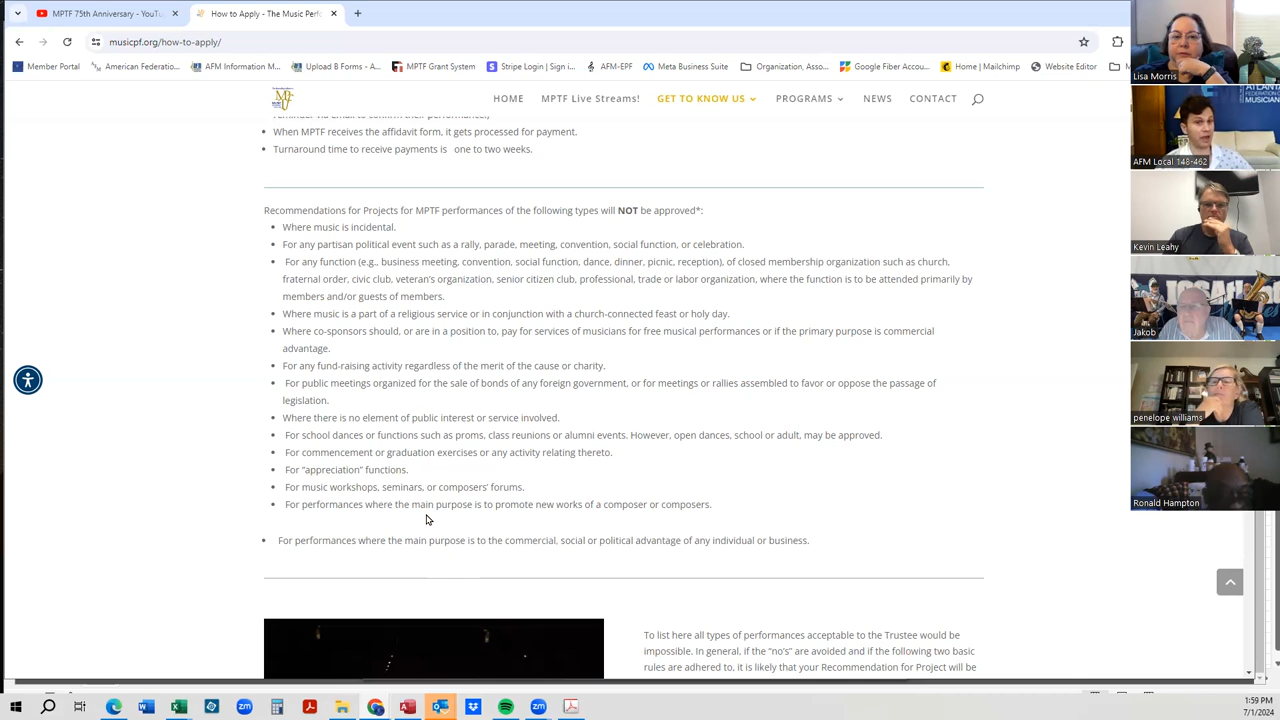 MPTF 75th Anniversary - YouTu
How to Apply - The Music Perf
musicpf.org/how-to-apply/
Member Portal
American Federation...
AFM Information M...
Upload B Forms - A...
MPTF Grant System
Stripe Login | Sign i...
AFM-EPF
Meta Business Suite
Organization, Asso...
Google Fiber Accou...
Home | Mailchimp
Website Editor
HOME
MPTF Live Streams!
GET TO KNOW US
PROGRAMS
NEWS
CONTACT
When MPTF receives the affidavit form, it gets processed for payment.
Turnaround time to receive payments is one to two weeks.
Recommendations for Projects for MPTF performances of the following types will NOT be approved*:
Where music is incidental.
For any partisan political event such as a rally, parade, meeting, convention, social function, or celebration.
For any function (e.g., business meeting, convention, social function, dance, dinner, picnic, reception), of closed membership organization such as church,
fraternal order, civic club, veteran's organization, senior citizen club, professional, trade or labor organization, where the function is to be attended primarily by
members and/or guests of members.
Where music is a part of a religious service or in conjunction with a church-connected feast or holy day.
Where co-sponsors should, or are in a position to, pay for services of musicians for free musical performances or if the primary purpose is commercial
advantage.
For any fund-raising activity regardless of the merit of the cause or charity.
For public meetings organized for the sale of bonds of any foreign government, or for meetings or rallies assembled to favor or oppose the passage of
legislation.
Where there is no element of public interest or service involved.
For school dances or functions such as proms, class reunions or alumni events. However, open dances, school or adult, may be approved.
For commencement or graduation exercises or any activity relating thereto.
For “appreciation” functions.
For music workshops, seminars, or composers’ forums.
For performances where the main purpose is to promote new works of a composer or composers.
For performances where the main purpose is to the commercial, social or political advantage of any individual or business.
To list here all types of performances acceptable to the Trustee would be
impossible. In general, if the “no’s” are avoided and if the following two basic
rules are adhered to, it is likely that your Recommendation for Project will be
Lisa Morris
ATLANTA
FEDERATION
MUSICIAN
AFM Local 148-462
Kevin Leahy
Jakob
penelope williams
Ronald Hampton
1:59 PM
7/1/2024